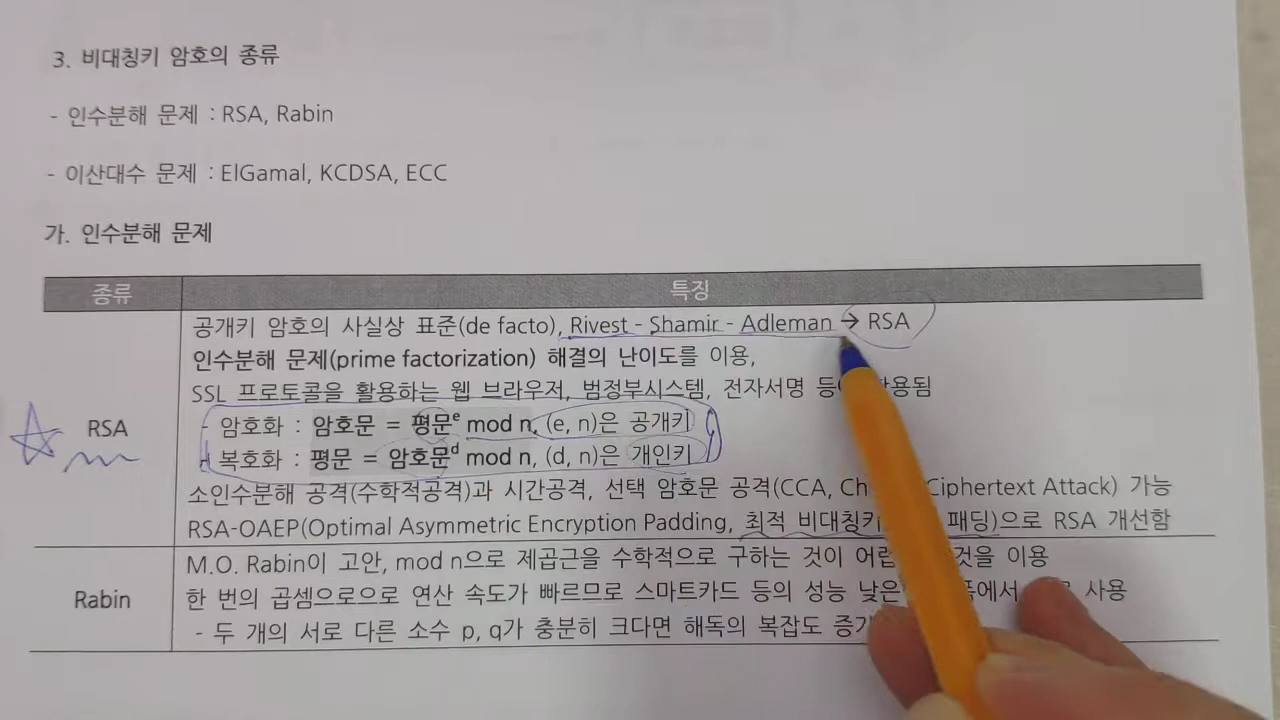 3. 비대칭키 암호의 종류
- 인수분해 문제 : RSA, Rabin
- 이산대수 문제 : ElGamal, KCDSA, ECC
가. 인수분해 문제
종류 특징
공개키 암호의 사실상 표준(de facto), Rivest - Shamir - Adleman → RSA
인수분해 문제(prime factorization) 해결의 난이도를 이용,
SSL 프로토콜을 활용하는 웹 브라우저, 범정부시스템, 전자서명
RSA
- 암호화 : 암호문 = 평문ᵉ mod n, (e, n)은 공개키
- 복호화 : 평문 = 암호문ᵈ mod n, (d, n)은 개인키
소인수분해 공격(수학적공격)과 시간공격, 선택 암호문 공격(CCA, Ciphertext Attack) 가능
RSA-OAEP(Optimal Asymmetric Encryption Padding, 최적 비대칭키 패딩)으로 RSA 개선함
Rabin
M.O. Rabin이 고안, mod n으로 제곱근을 수학적으로 구하는 것이 이용
한 번의 곱셈으로으로 연산 속도가 빠르므로 스마트카드 등의 성능 낮은 사용
- 두 개의 서로 다른 소수 p, q가 충분히 크다면 해독의 복잡도